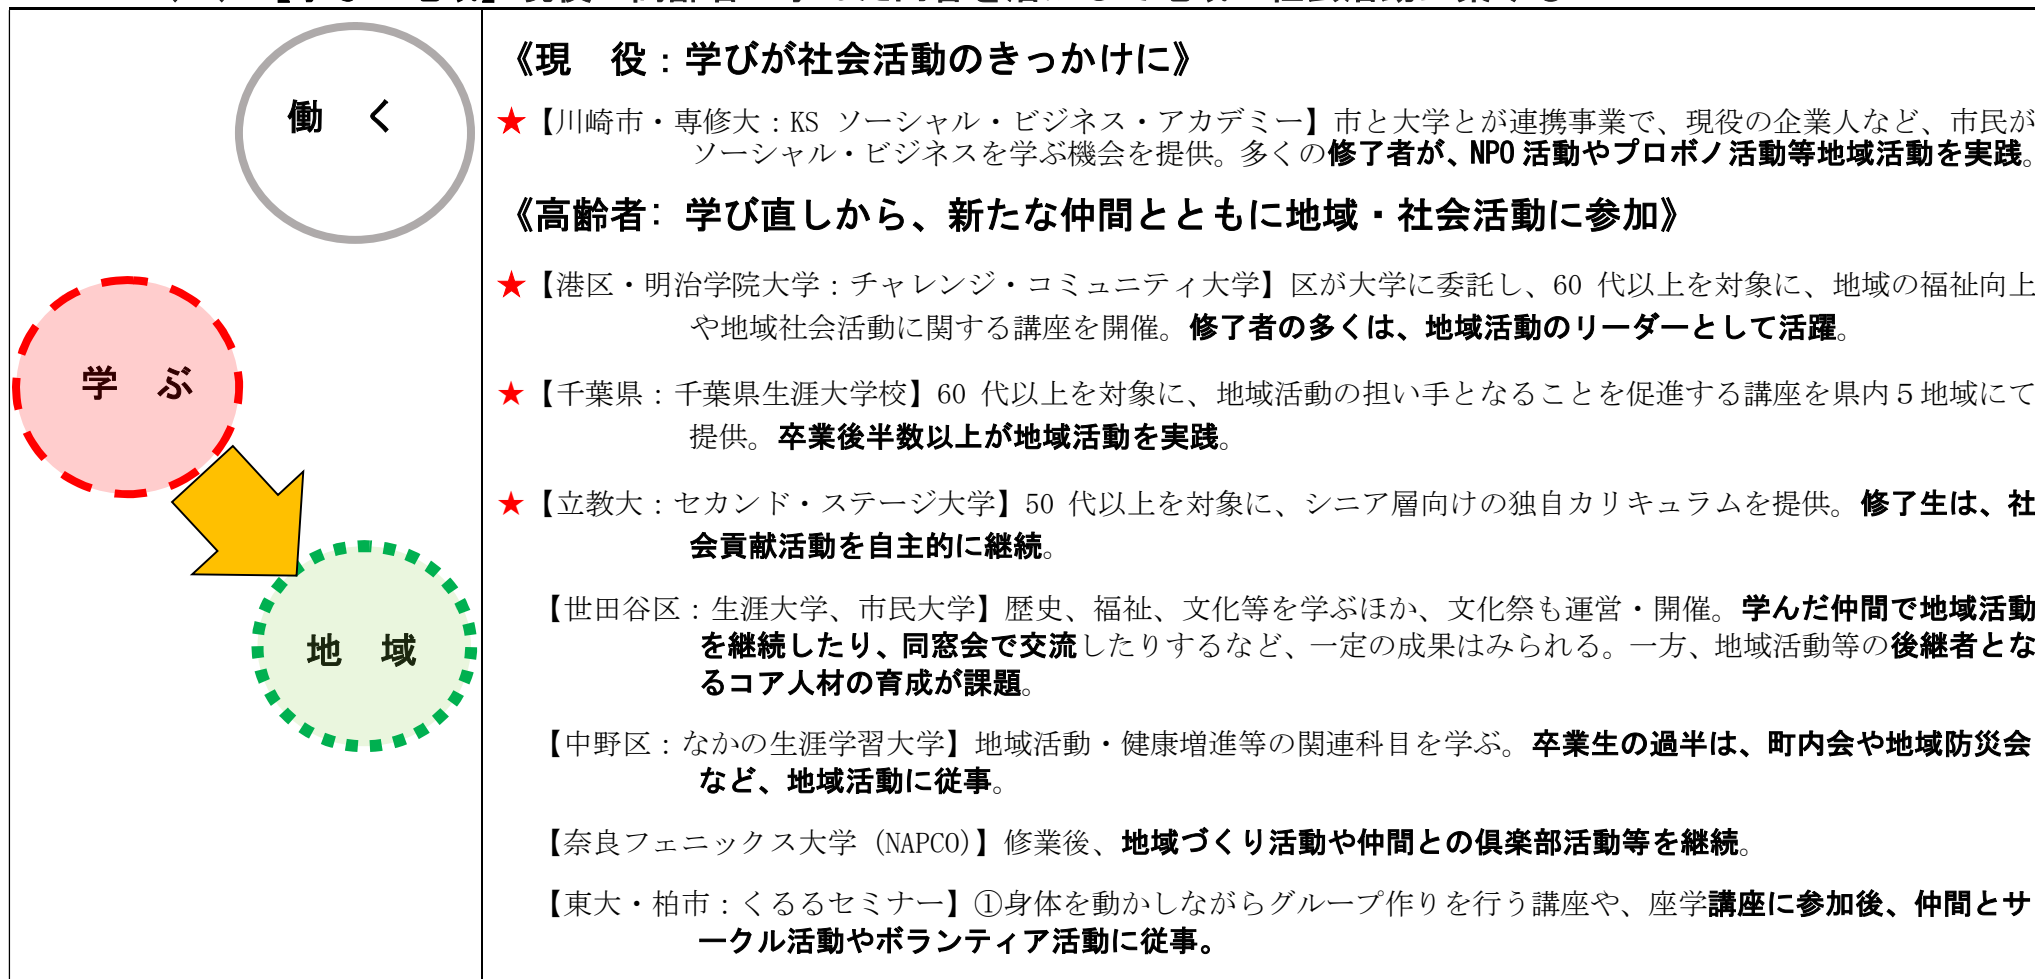 働　く
学　ぶ
地　域
《現　役：学びが社会活動のきっかけに》
★【川崎市・専修大：KS ソーシャル・ビジネス・アカデミー】市と大学とが連携事業で、現役の企業人など、市民が
ソーシャル・ビジネスを学ぶ機会を提供。多くの修了者が、NPO活動やプロボノ活動等地域活動を実践。
《高齢者：学び直しから、新たな仲間とともに地域・社会活動に参加》
★【港区・明治学院大学：チャレンジ・コミュニティ大学】区が大学に委託し、60 代以上を対象に、地域の福祉向上
や地域社会活動に関する講座を開催。修了者の多くは、地域活動のリーダーとして活躍。
★【千葉県：千葉県生涯大学校】60 代以上を対象に、地域活動の担い手となることを促進する講座を県内５地域にて
提供。卒業後半数以上が地域活動を実践。
★【立教大：セカンド・ステージ大学】50 代以上を対象に、シニア層向けの独自カリキュラムを提供。修了生は、社
会貢献活動を自主的に継続。
【世田谷区：生涯大学、市民大学】歴史、福祉、文化等を学ぶほか、文化祭も運営・開催。学んだ仲間で地域活動
を継続したり、同窓会で交流したりするなど、一定の成果はみられる。一方、地域活動等の後継者とな
るコア人材の育成が課題。
【中野区：なかの生涯学習大学】地域活動・健康増進等の関連科目を学ぶ。卒業生の過半は、町内会や地域防災会
など、地域活動に従事。
【奈良フェニックス大学（NAPCO）】修業後、地域づくり活動や仲間との倶楽部活動等を継続。
【東大・柏市：くるるセミナー】①身体を動かしながらグループ作りを行う講座や、座学講座に参加後、仲間とサ
ークル活動やボランティア活動に従事。